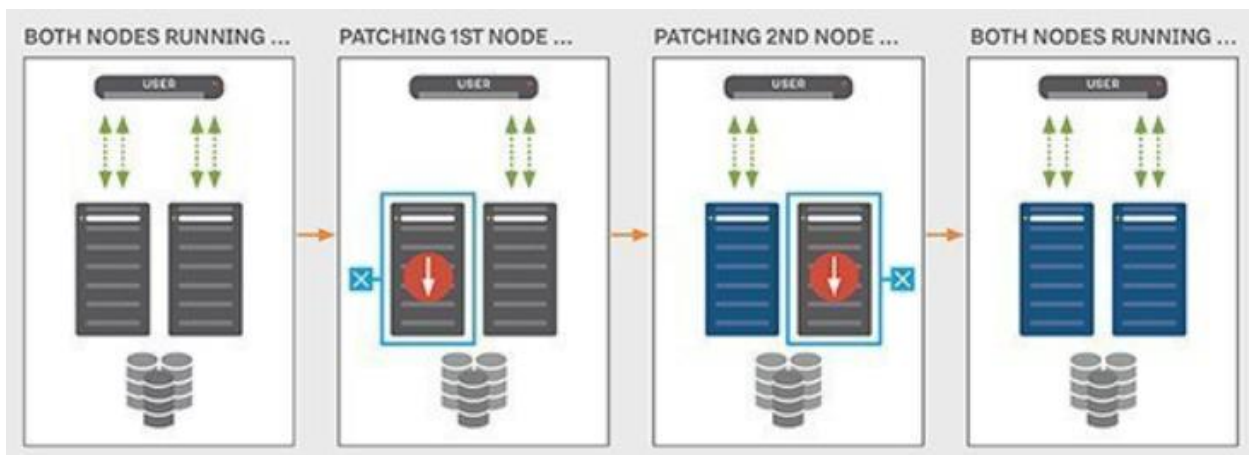 BOTH NODES RUNNING ...
PATCHING 1ST NODE ...
PATCHING 2ND NODE ...
BOTH NODES RUNNING ...
USER
USER
USER
USER